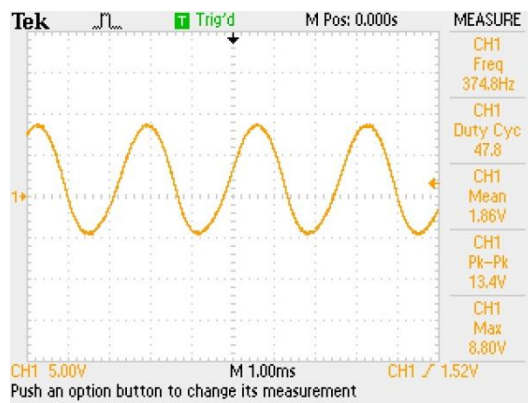 Tek T Trig'd M Pos: 0.000s MEASURE
CH1
Freq
374.8Hz
CH1
Duty Cyc
47.8
CH1
Mean
1.86V
CH1
Pk-Pk
13.4V
CH1
Max
8.80V
1
CH1 5.00V M 1.00ms CH1 / 1.52V
Push an option button to change its measurement